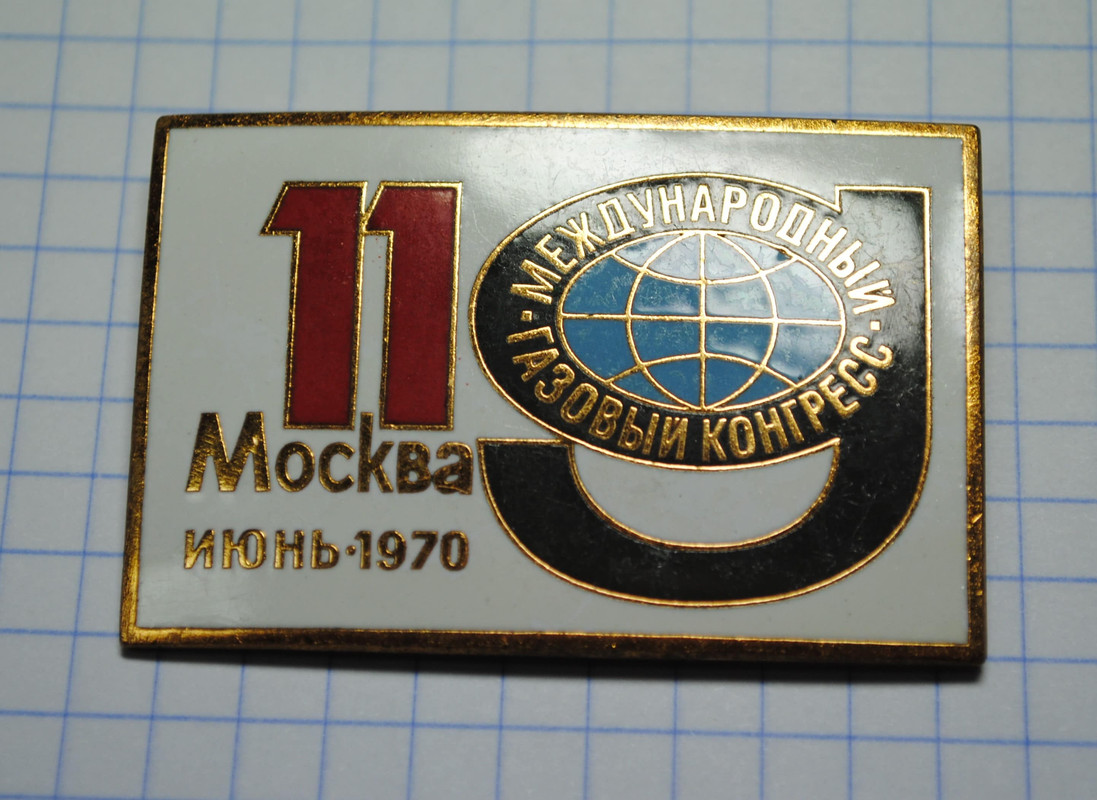 11
Москва
июнь·1970
· МЕЖДУНАРОДНЫЙ ·
ГАЗОВЫЙ КОНГРЕСС